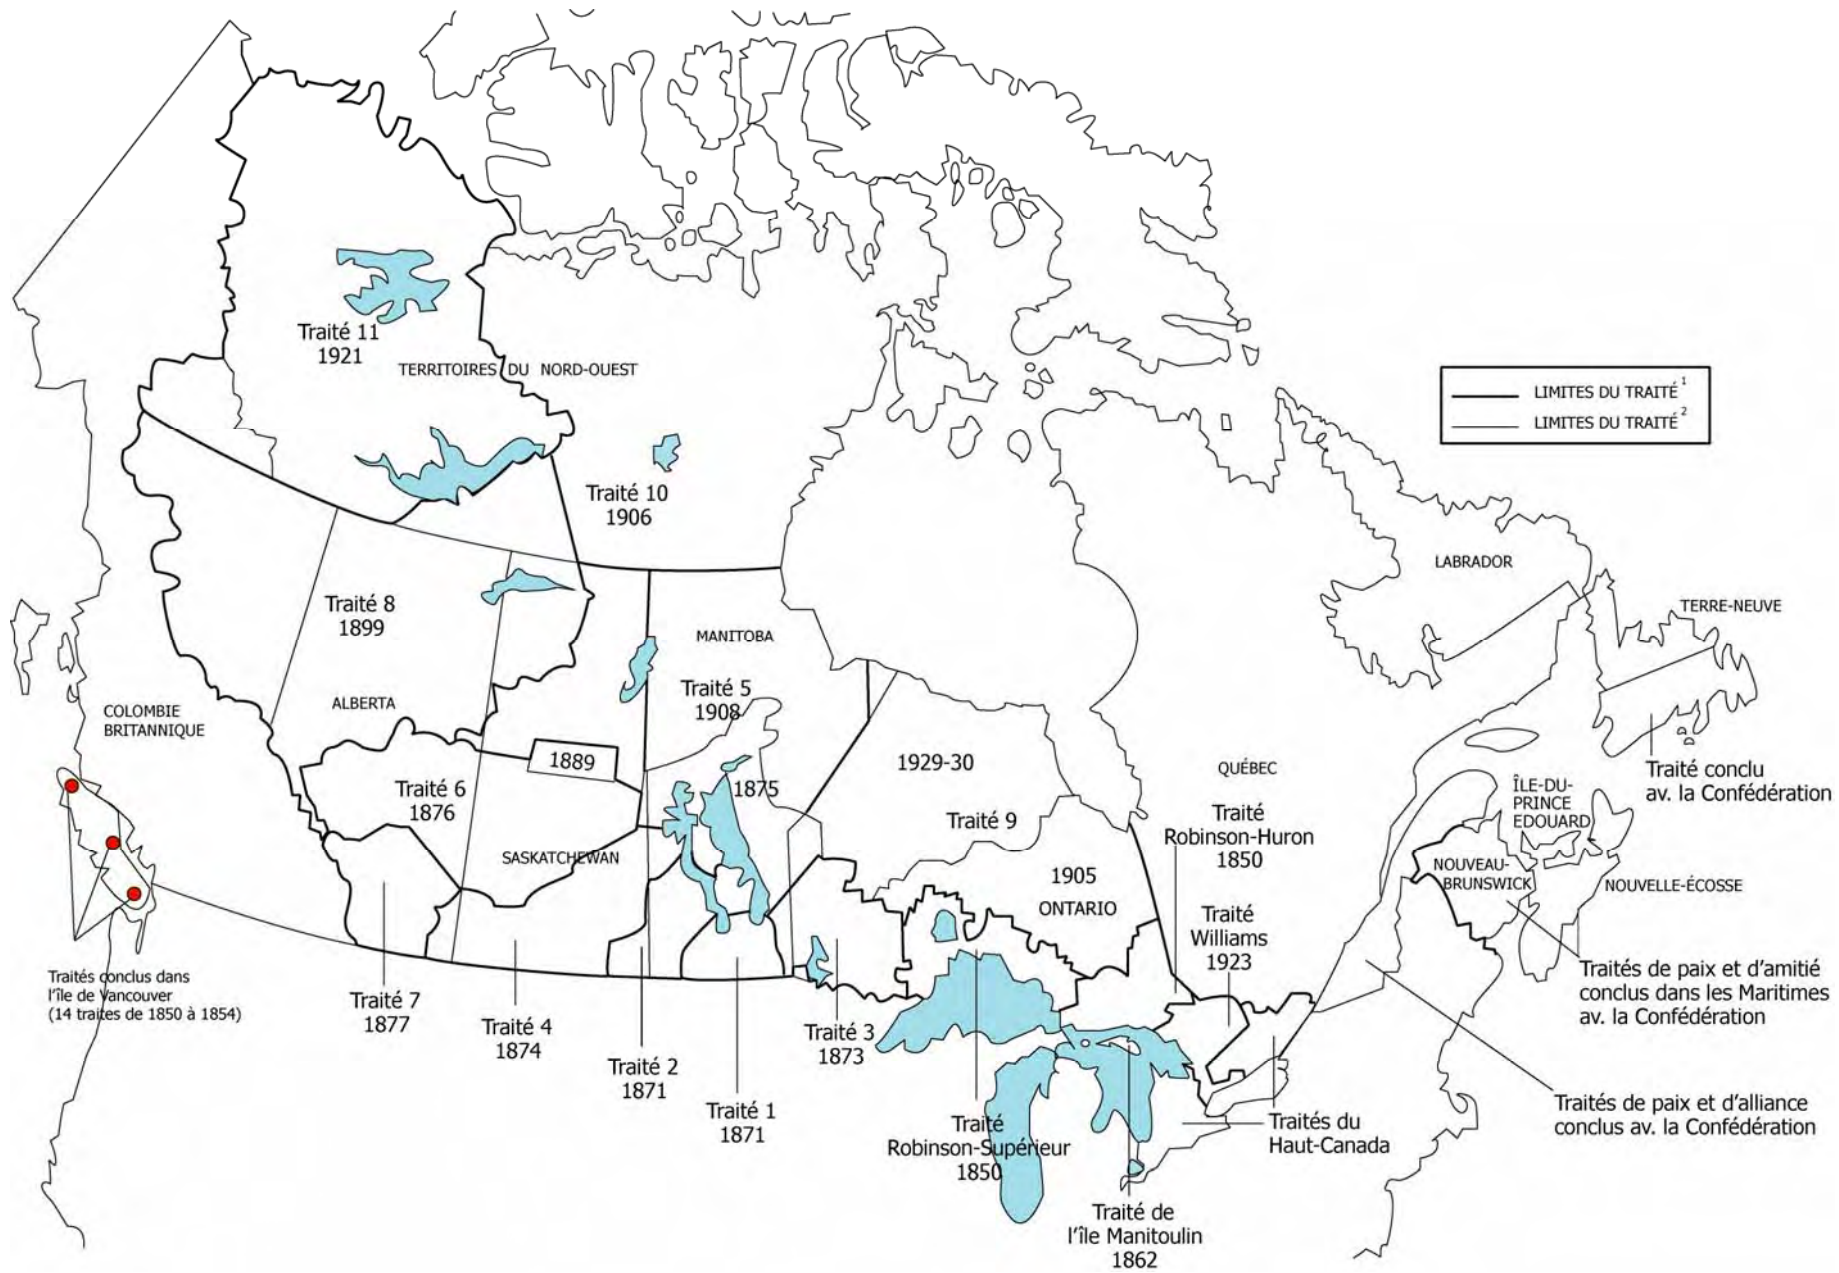 Traité 11
1921
TERRITOIRES DU NORD-OUEST
Traité 10
1906
LIMITES DU TRAITÉ 1
LIMITES DU TRAITÉ 2
LABRADOR
TERRE-NEUVE
Traité 8
1899
MANITOBA
Traité 5
1908
ALBERTA
COLOMBIE
BRITANNIQUE
1889
1875
1929-30
Traité 9
QUÉBEC
Traité
Robinson-Huron
1850
Traité conclu
av. la Confédération
ÎLE-DU-
PRINCE
EDOUARD
Traité 6
1876
SASKATCHEWAN
1905
ONTARIO
NOUVEAU-
BRUNSWICK
NOUVELLE-ÉCOSSE
Traité
Williams
1923
Traités conclus dans
l'île de Vancouver
(14 traites de 1850 à 1854)
Traité 7
1877
Traité 4
1874
Traité 2
1871
Traité 1
1871
Traité 3
1873
Traités de paix et d'amitié
conclus dans les Maritimes
av. la Confédération
Traités de paix et d'alliance
conclus av. la Confédération
Traité
Robinson-Supérieur
1850
Traités du
Haut-Canada
Traité de
l'île Manitoulin
1862